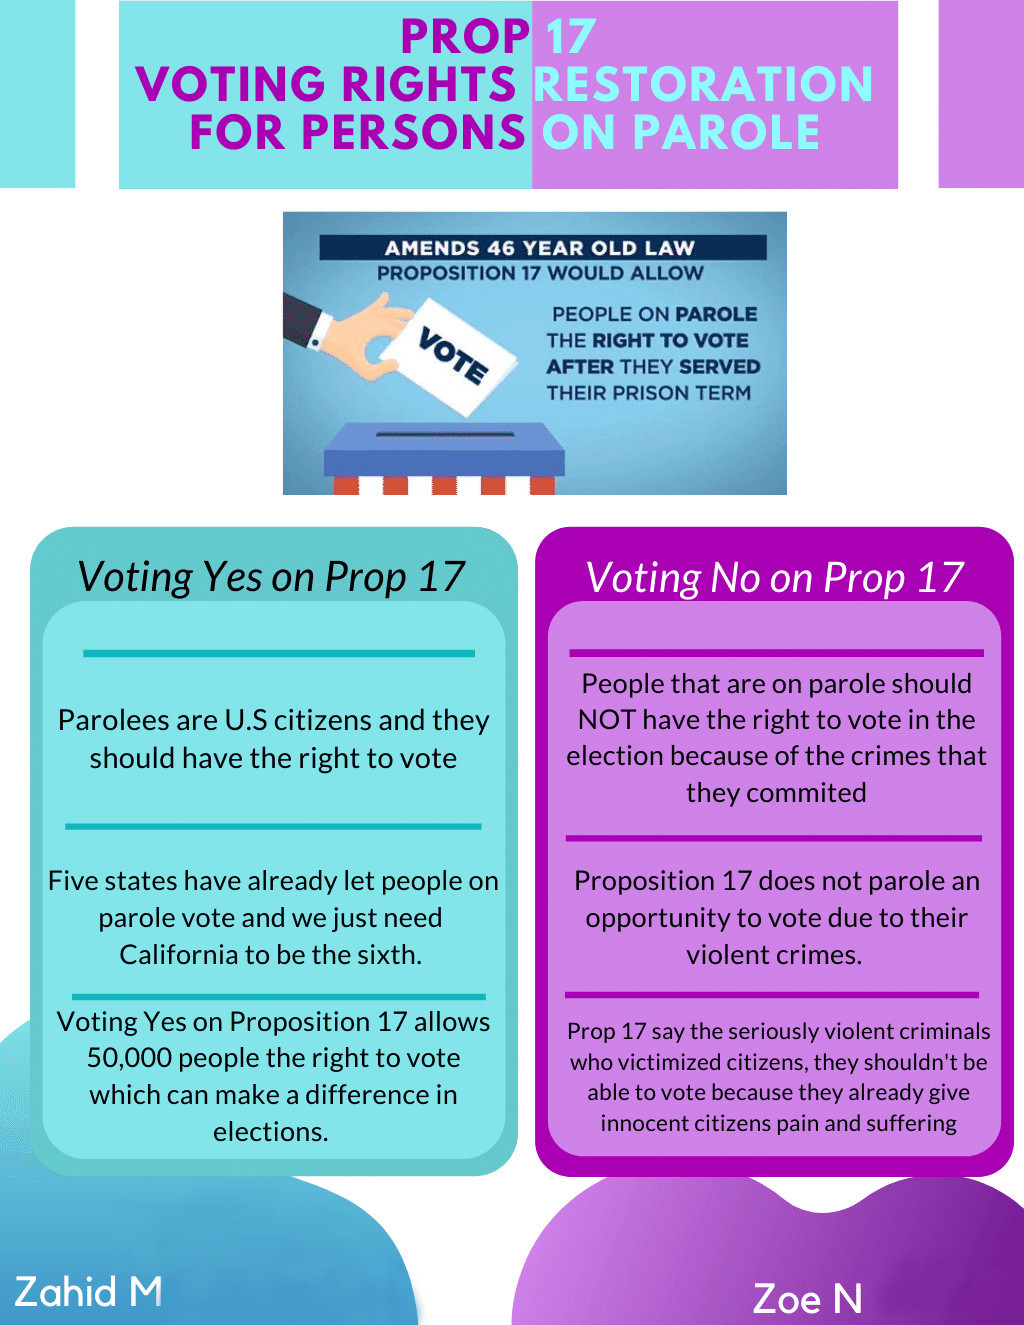 PROP 17
VOTING RIGHTS RESTORATION
FOR PERSONS ON PAROLE
AMENDS 46 YEAR OLD LAW
PROPOSITION 17 WOULD ALLOW
PEOPLE ON PAROLE
THE RIGHT TO VOTE
AFTER THEY SERVED
THEIR PRISON TERM
VOTE
Voting Yes on Prop 17
Parolees are U.S citizens and they
should have the right to vote
Five states have already let people on
parole vote and we just need
California to be the sixth.
Voting Yes on Proposition 17 allows
50,000 people the right to vote
which can make a difference in
elections.
Voting No on Prop 17
People that are on parole should
NOT have the right to vote in the
election because of the crimes that
they commited
Proposition 17 does not parole an
opportunity to vote due to their
violent crimes.
Prop 17 say the seriously violent criminals
who victimized citizens, they shouldn't be
able to vote because they already give
innocent citizens pain and suffering
Zahid M
Zoe N